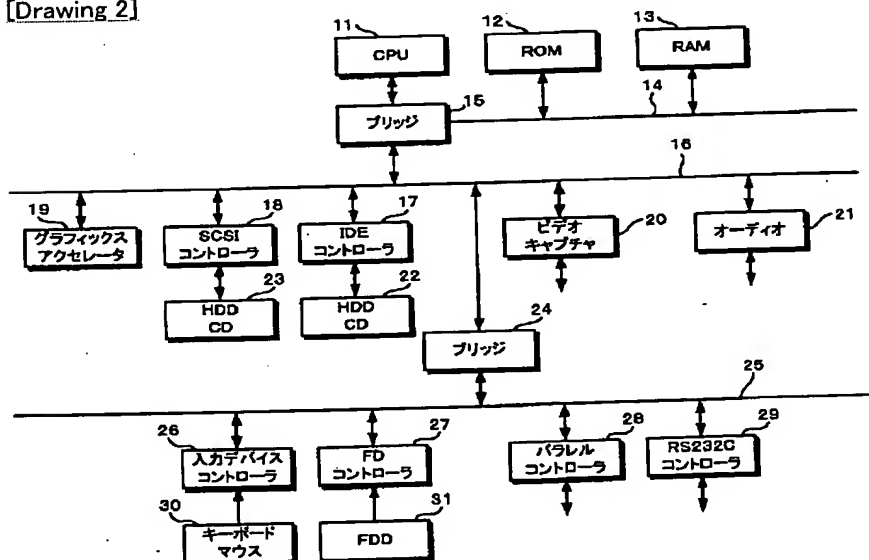 [Drawing 2]
11
CPU
12
ROM
13
RAM
15
ブリッジ
14
16
19
グラフィックス
アクセラレータ
18
SCSI
コントローラ
17
IDE
コントローラ
ビデオ
キャプチャ
20
オーディオ
21
23
HDD
CD
22
HDD
CD
24
ブリッジ
25
26
入力デバイス
コントローラ
27
FD
コントローラ
28
パラレル
コントローラ
29
RS232C
コントローラ
30
キーボード
マウス
31
FDD